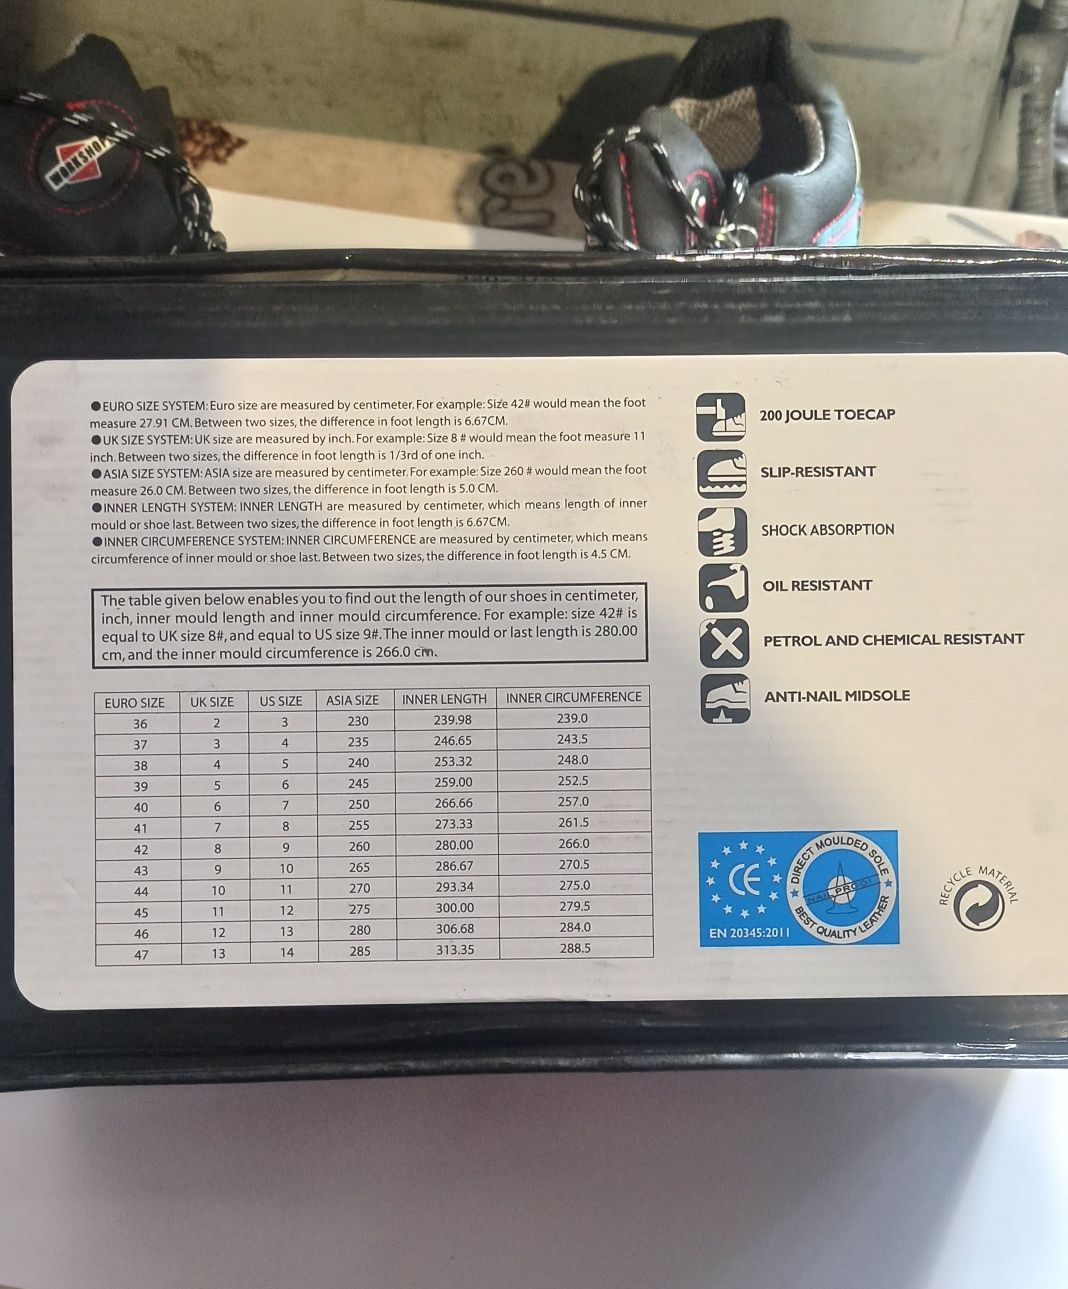 WORKSHOP
re
●EURO SIZE SYSTEM: Euro size are measured by centimeter. For example: Size 42# would mean the foot
measure 27.91 CM. Between two sizes, the difference in foot length is 6.67CM.
●UK SIZE SYSTEM: UK size are measured by inch. For example: Size 8 # would mean the foot measure 11
inch. Between two sizes, the difference in foot length is 1/3rd of one inch.
●ASIA SIZE SYSTEM: ASIA size are measured by centimeter. For example: Size 260 # would mean the foot
measure 26.0 CM. Between two sizes, the difference in foot length is 5.0 CM.
●INNER LENGTH SYSTEM: INNER LENGTH are measured by centimeter, which means length of inner
mould or shoe last. Between two sizes, the difference in foot length is 6.67CM.
●INNER CIRCUMFERENCE SYSTEM: INNER CIRCUMFERENCE are measured by centimeter, which means
circumference of inner mould or shoe last. Between two sizes, the difference in foot length is 4.5 CM.
The table given below enables you to find out the length of our shoes in centimeter,
inch, inner mould length and inner mould circumference. For example: size 42# is
equal to UK size 8#, and equal to US size 9#. The inner mould or last length is 280.00
cm, and the inner mould circumference is 266.0 cm.
EURO SIZE UK SIZE US SIZE ASIA SIZE INNER LENGTH INNER CIRCUMFERENCE
36 2 3 230 239.98 239.0
37 3 4 235 246.65 243.5
38 4 5 240 253.32 248.0
39 5 6 245 259.00 252.5
40 6 7 250 266.66 257.0
41 7 8 255 273.33 261.5
42 8 9 260 280.00 266.0
43 9 10 265 286.67 270.5
44 10 11 270 293.34 275.0
45 11 12 275 300.00 279.5
46 12 13 280 306.68 284.0
47 13 14 285 313.35 288.5
200 JOULE TOECAP
SLIP-RESISTANT
SHOCK ABSORPTION
OIL RESISTANT
PETROL AND CHEMICAL RESISTANT
ANTI-NAIL MIDSOLE
CE
EN 20345:2011
DIRECT MOULDED SOLE
NAIL PROOF
BEST QUALITY LEATHER
RECYCLE MATERIAL